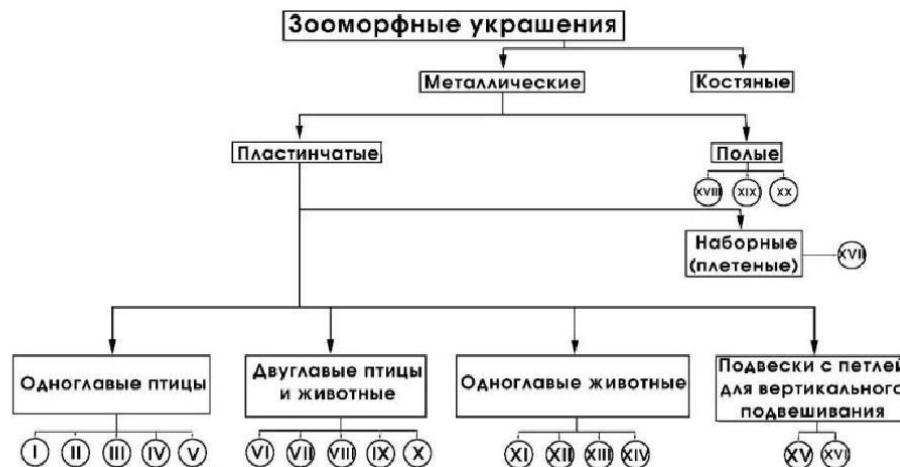 Зооморфные украшения
Металлические
Костяные
Пластинчатые
Полые
XVIII XIX XX
Наборные
(плетеные)
XVII
Одноглавые птицы
I II III IV V
Двуглавые птицы
и животные
VI VII VIII IX X
Одноглавые животные
XI XII XIII XIV
Подвески с петлей
для вертикального
подвешивания
XV XVI